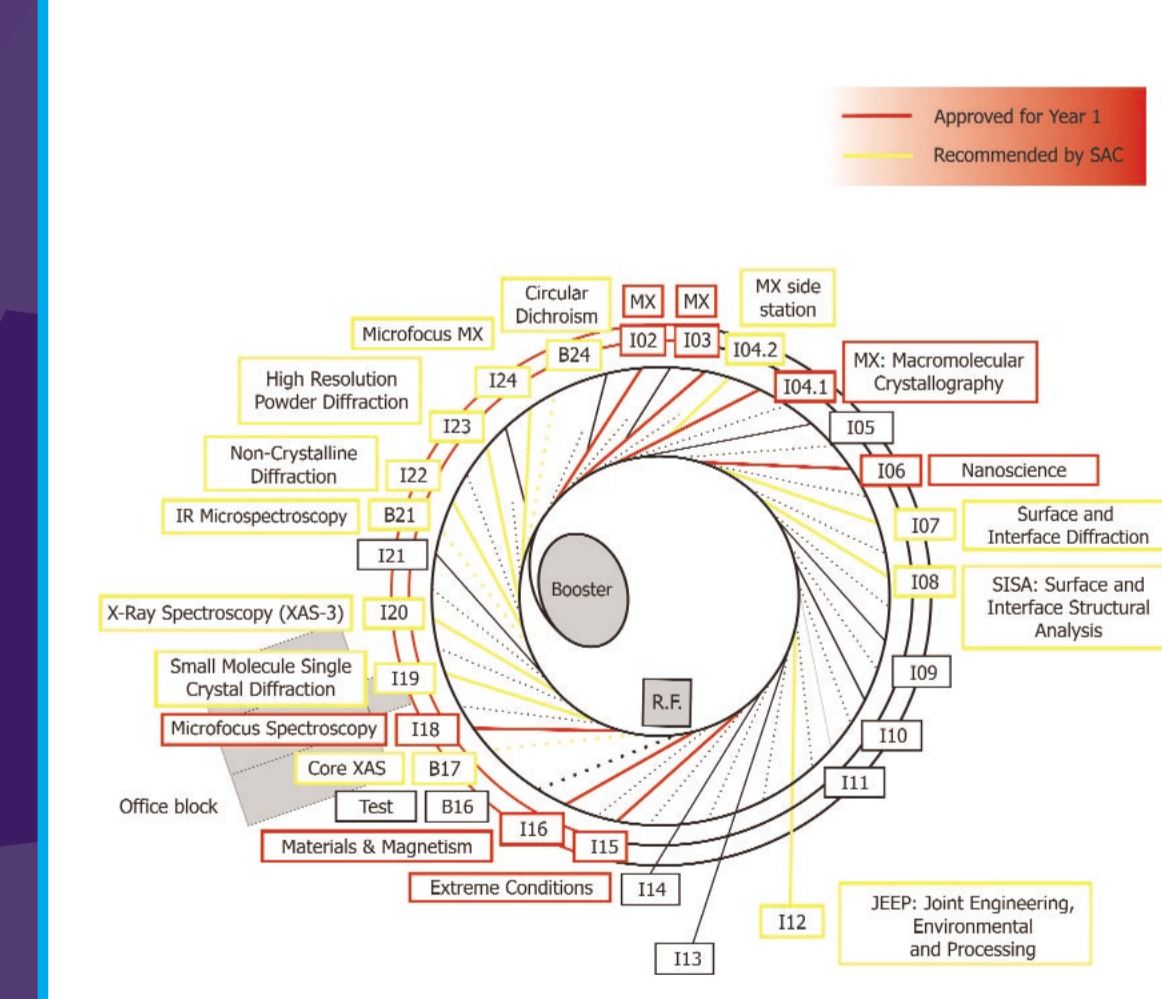 Approved for Year 1
Recommended by SAC
Circular
Dichroism
MX
MX
MX side
station
Microfocus MX
B24
I02
I03
I04.2
High Resolution
Powder Diffraction
I24
I04.1
MX: Macromolecular
Crystallography
I23
I05
Non-Crystalline
Diffraction
I22
I06
Nanoscience
IR Microspectroscopy
B21
I07
Surface and
Interface Diffraction
I21
Booster
I08
SISA: Surface and
Interface Structural
Analysis
X-Ray Spectroscopy (XAS-3)
I20
Small Molecule Single
Crystal Diffraction
I19
I09
R.F.
Microfocus Spectroscopy
I18
I10
Core XAS
B17
I11
Office block
Test
B16
Materials & Magnetism
I16
I15
Extreme Conditions
I14
I12
JEEP: Joint Engineering,
Environmental
and Processing
I13